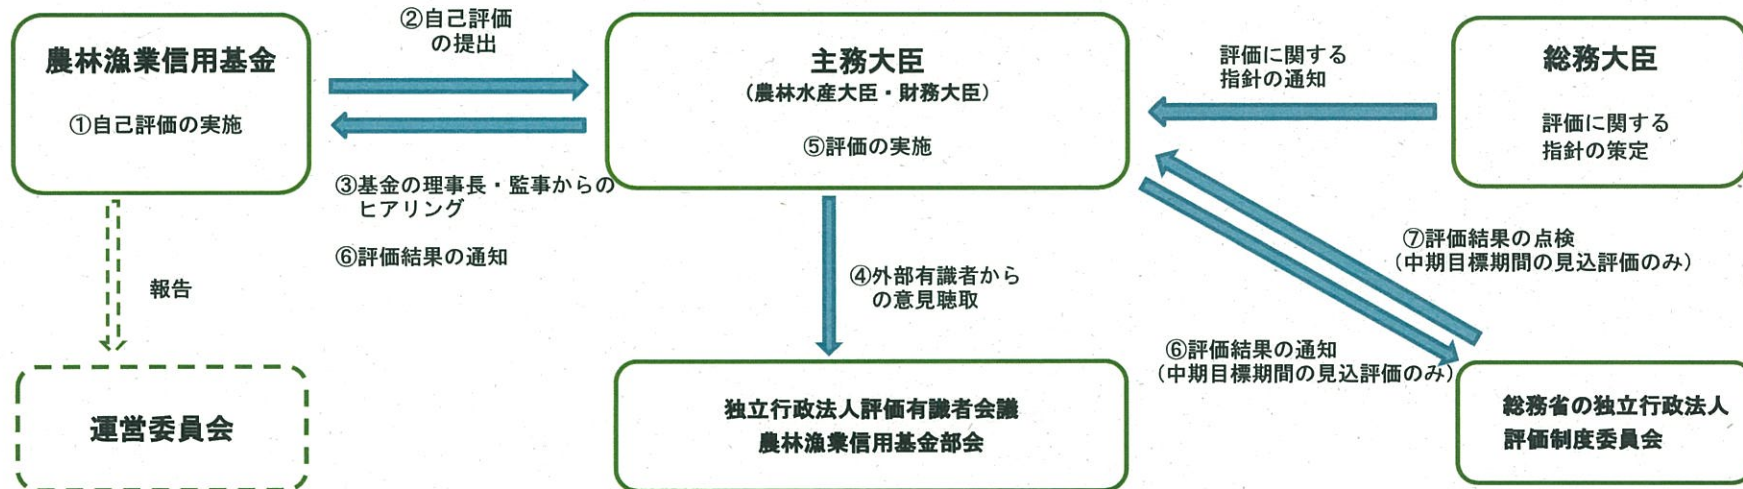 農林漁業信用基金
①自己評価の実施
②自己評価
の提出
③基金の理事長・監事からの
ヒアリング
⑥評価結果の通知
報告
運営委員会
主務大臣
（農林水産大臣・財務大臣）
⑤評価の実施
④外部有識者から
の意見聴取
独立行政法人評価有識者会議
農林漁業信用基金部会
評価に関する
指針の通知
総務大臣
評価に関する
指針の策定
⑦評価結果の点検
（中期目標期間の見込評価のみ）
⑥評価結果の通知
（中期目標期間の見込評価のみ）
総務省の独立行政法人
評価制度委員会